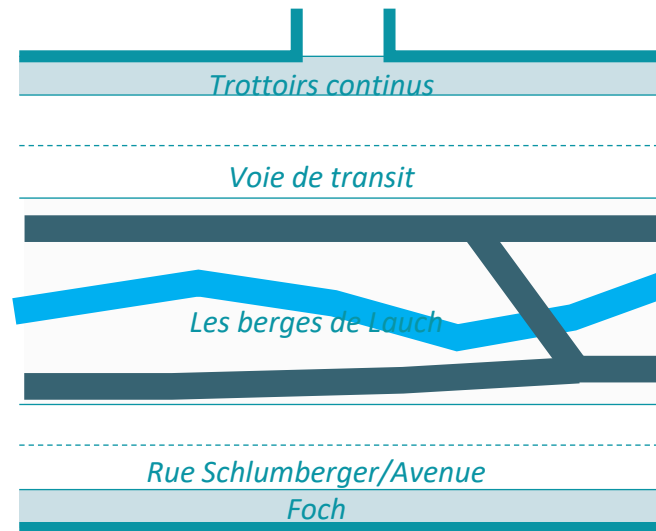 Trottoirs continus
Voie de transit
Les berges de Lauch
Rue Schlumberger/Avenue
Foch